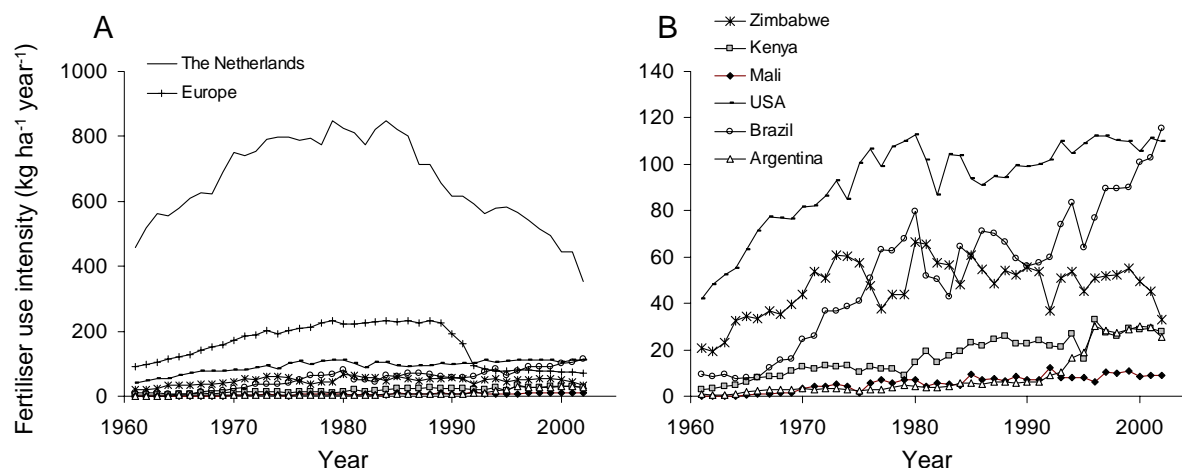 A
The Netherlands
Europe
Fertiliser use intensity (kg ha⁻¹ year⁻¹)
1000
800
600
400
200
0
1960 1970 1980 1990 2000
Year
B
Zimbabwe
Kenya
Mali
USA
Brazil
Argentina
140
120
100
80
60
40
20
0
1960 1970 1980 1990 2000
Year